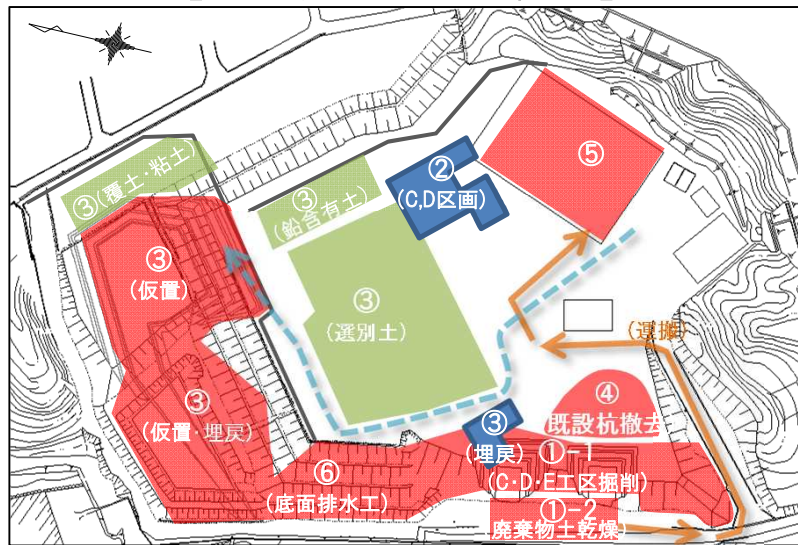 ②
(C,D区画)
⑤
③(覆土・粘土)
③
(鉛含有土)
③
(仮置)
③
(選別土)
(運搬)
③
(仮置・埋戻)
④
既設杭撤去
③
(埋戻)
①-1
(C・D・E工区掘削)
⑥
(底面排水工)
①-2
(廃棄物土乾燥)